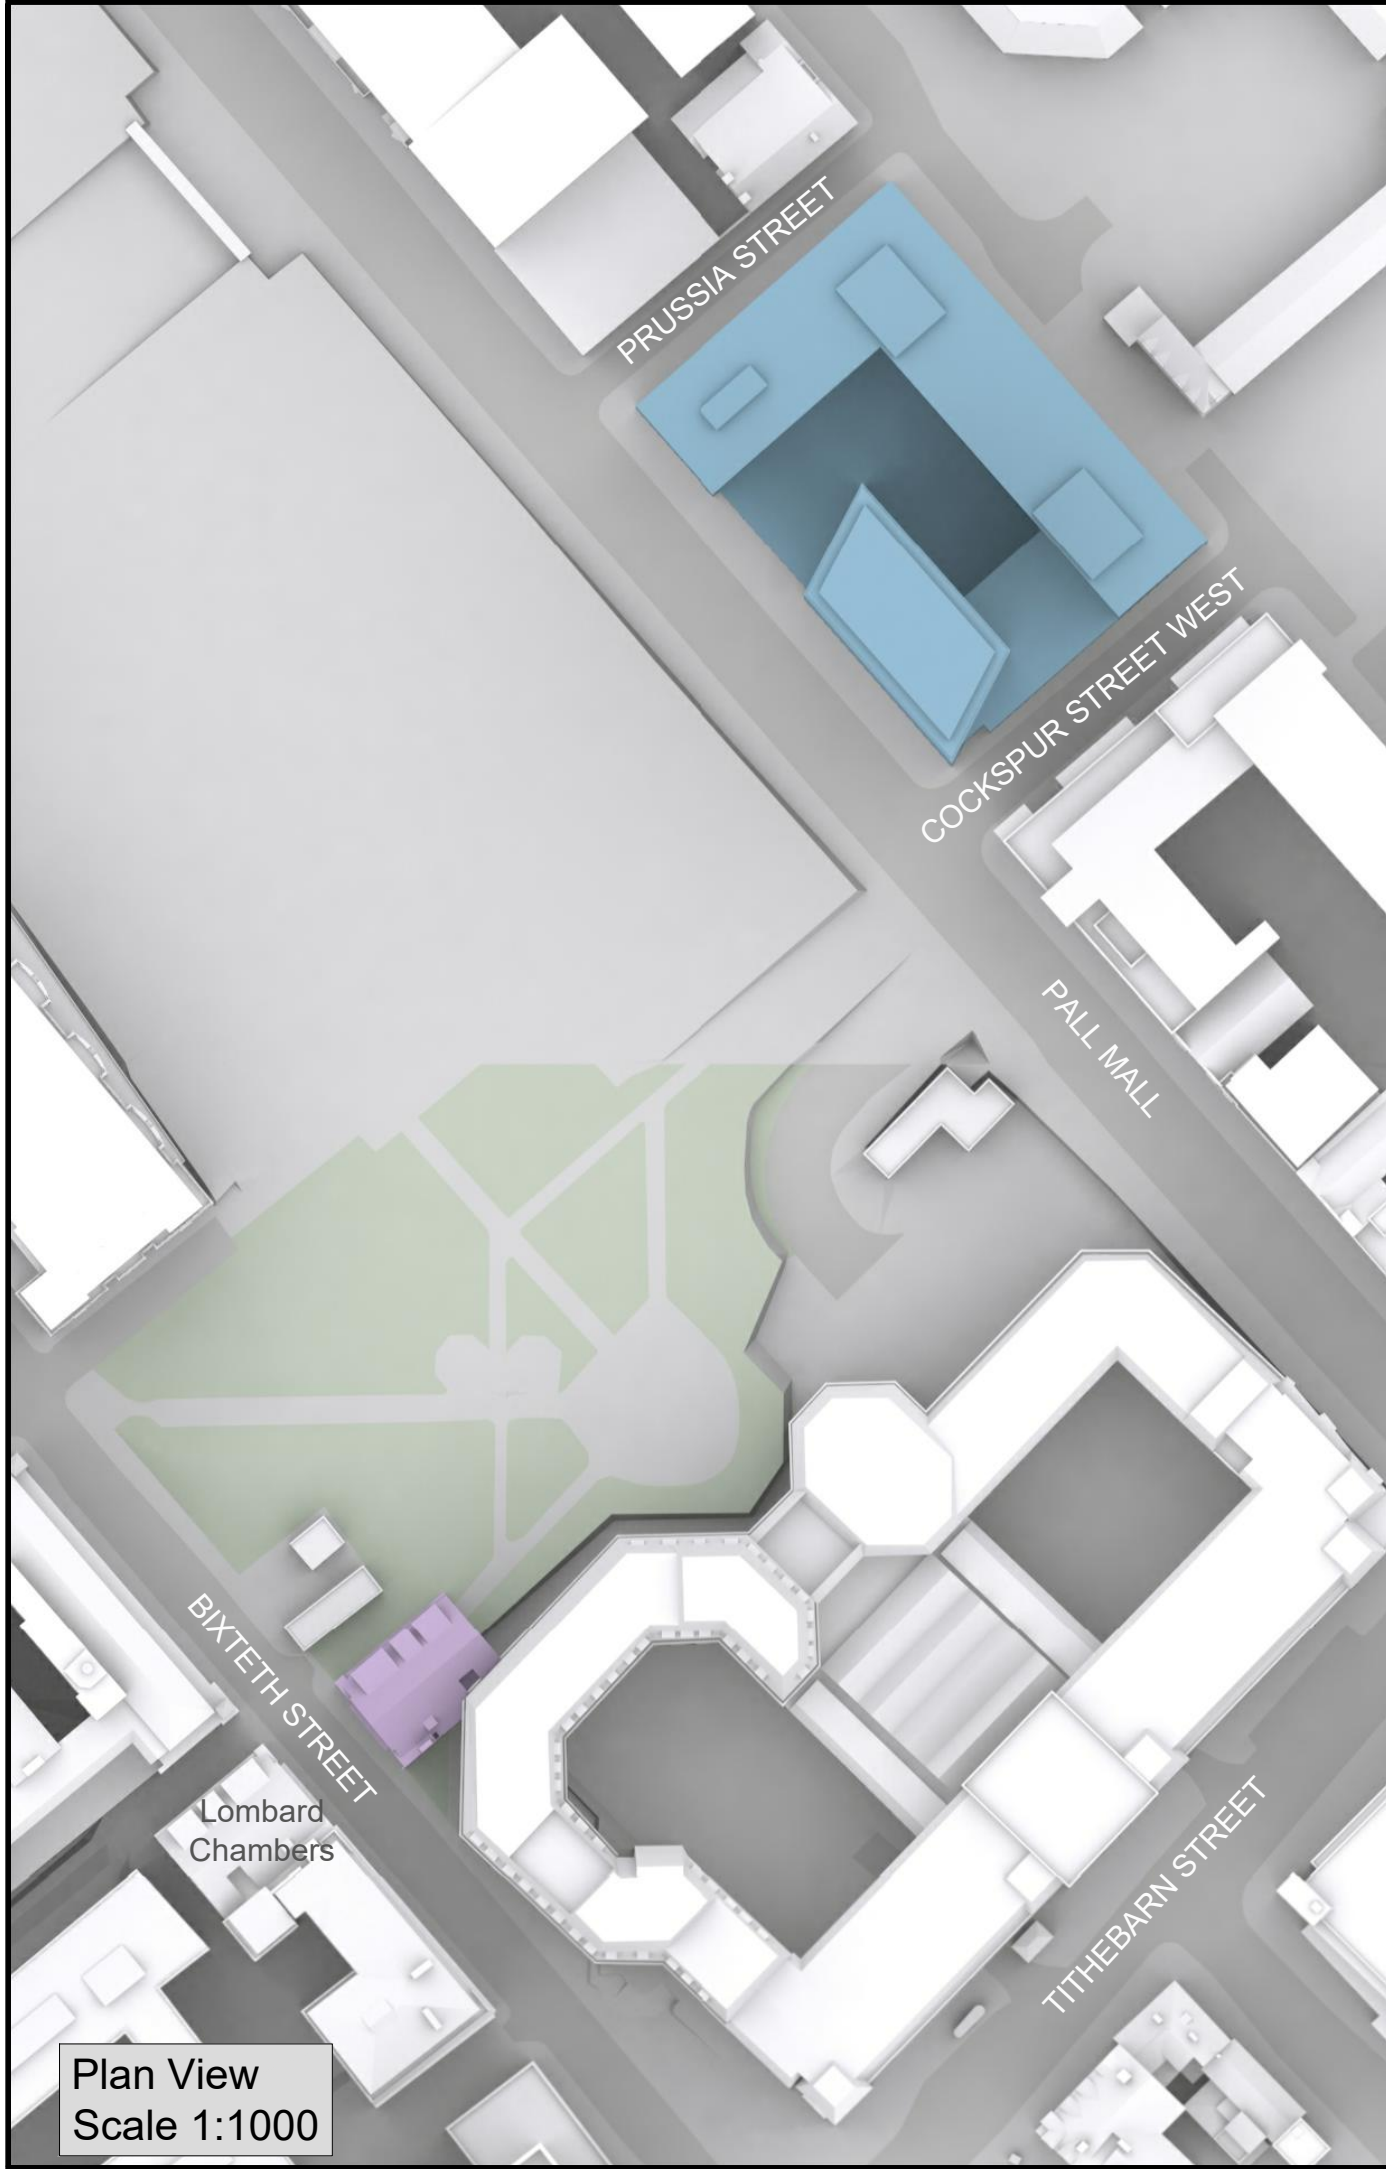 PRUSSIA STREET
COCKSPUR STREET WEST
PALL MALL
BIXTETH STREET
Lombard
Chambers
TITHEBARN STREET
Plan View
Scale 1:1000